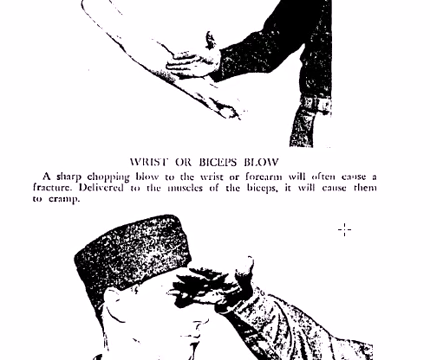 WRIST OR BICEPS BLOW
A sharp chopping blow to the wrist or forearm will often cause a
fracture. Delivered to the muscles of the biceps, it will cause them
to cramp.